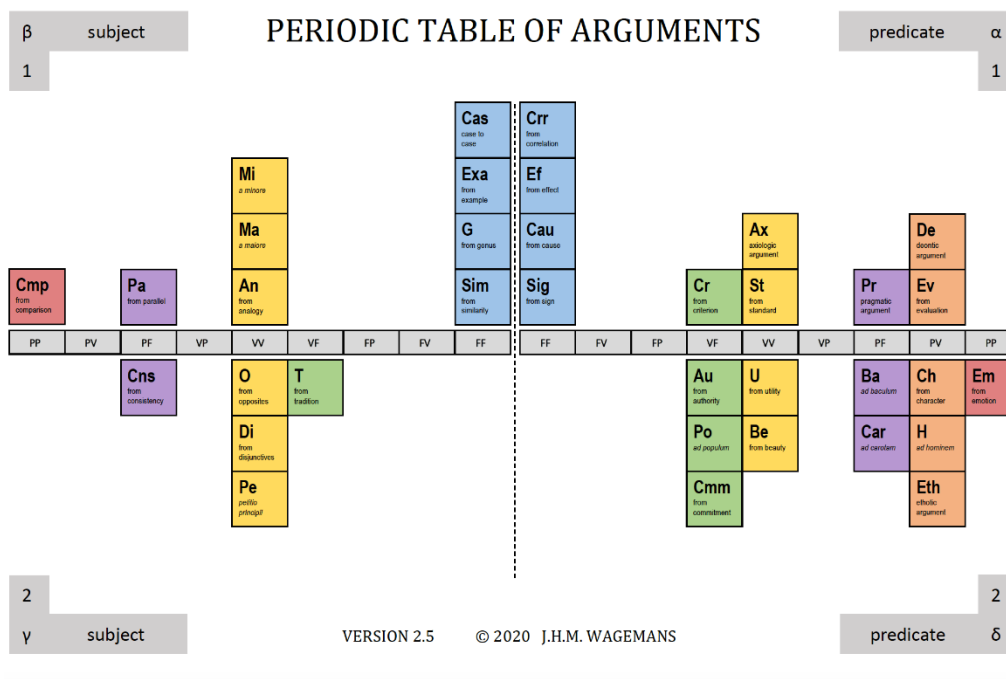 β subject PERIODIC TABLE OF ARGUMENTS predicate α
1 1
Cas Crr
case to from
case correlation
Mi Exa Ef
a minore from from effect
example
Ma G Cau Ax De
a maiore from genus from cause axiologic deontic
argument argument
Cmp Pa An Sim Sig Cr St Pr Ev
from from parallel from from from sign from from pragmatic from
comparison analogy similarity criterion standard argument evaluation
PP PV PF VP VV VF FP FV FF FF FV FP VF VV VP PF PV PP
Cns O T Au U Ba Ch Em
from from from from from utility ad baculum from from
consistency opposites tradition authority character emotion
Di Po Be Car H
from ad populum from beauty ad carotam ad hominem
disjunctives
Pe Cmm Eth
petitio from ethotic
principii commitment argument
2 2
γ subject VERSION 2.5 © 2020 J.H.M. WAGEMANS predicate δ